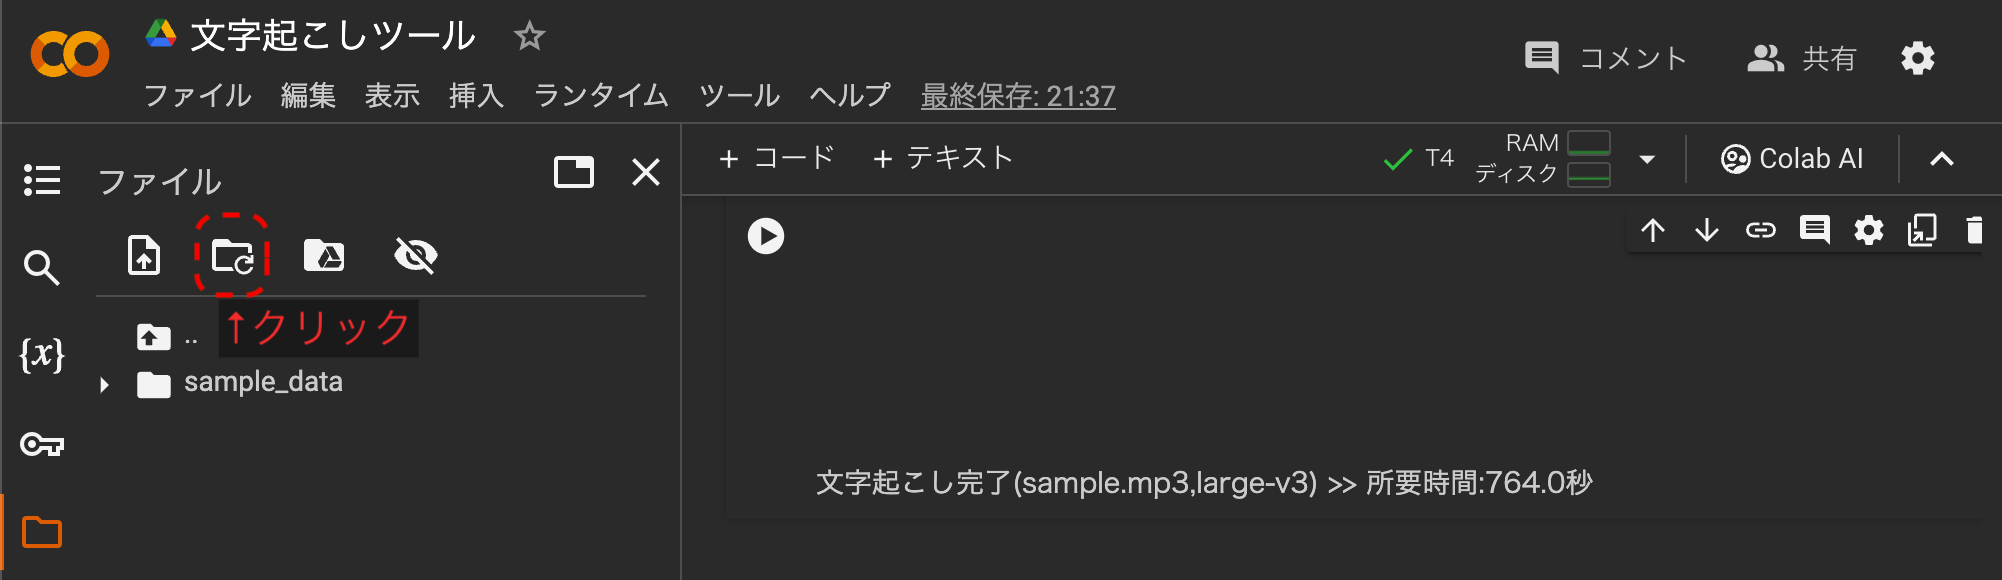 文字起こしツール
コメント
共有
ファイル 編集 表示 挿入 ランタイム ツール ヘルプ 最終保存: 21:37
ファイル
+ コード + テキスト
T4
RAM
ディスク
Colab AI
↑クリック
..
sample_data
{x}
文字起こし完了(sample.mp3,large-v3) >> 所要時間:764.0秒